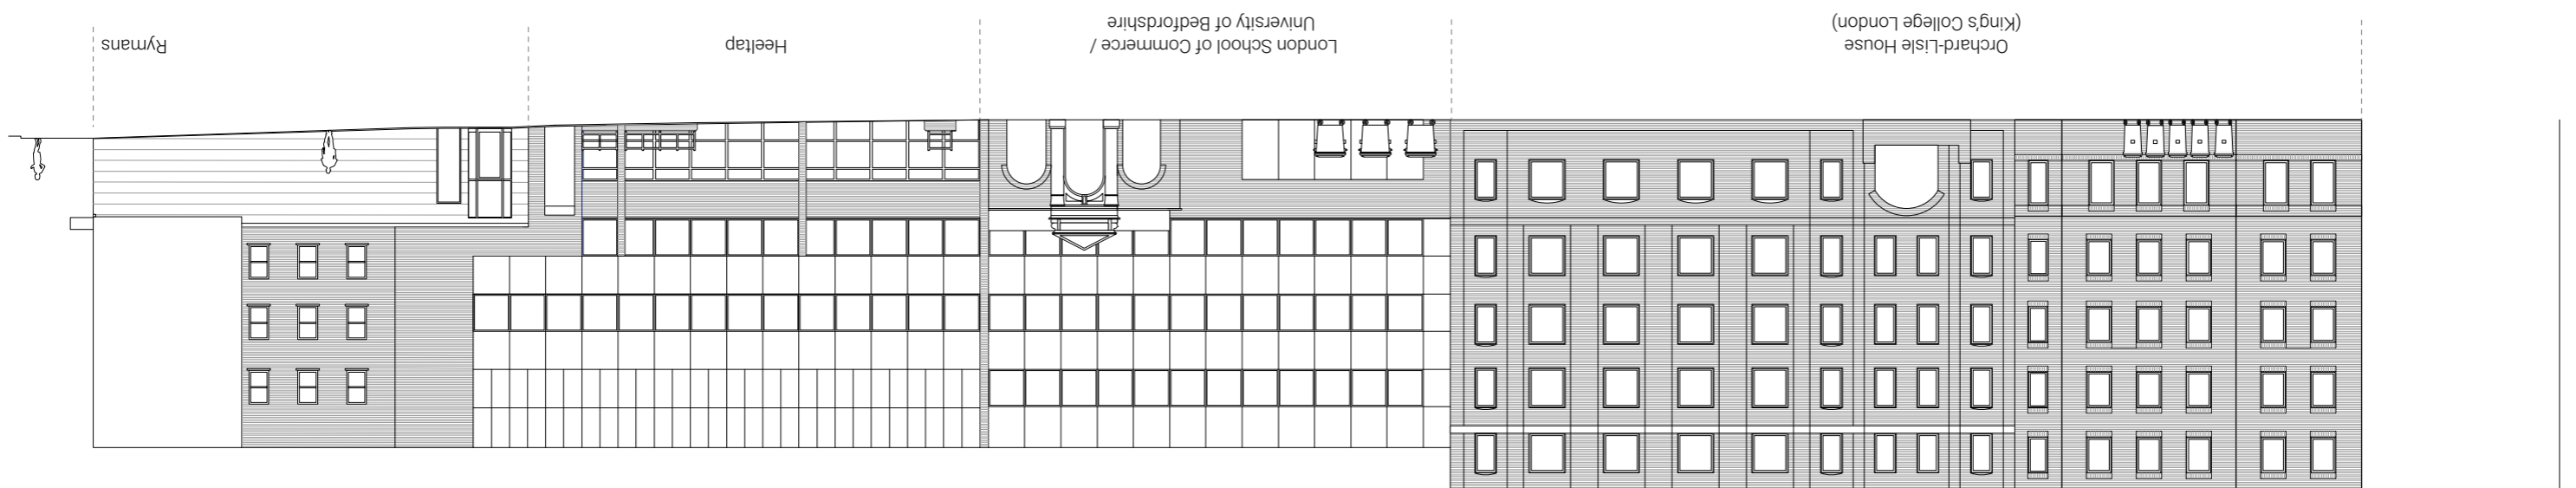 Orchard-Lisle House
(King's College London)
London School of Commerce /
University of Bedfordshire
Heeltap
Rymans